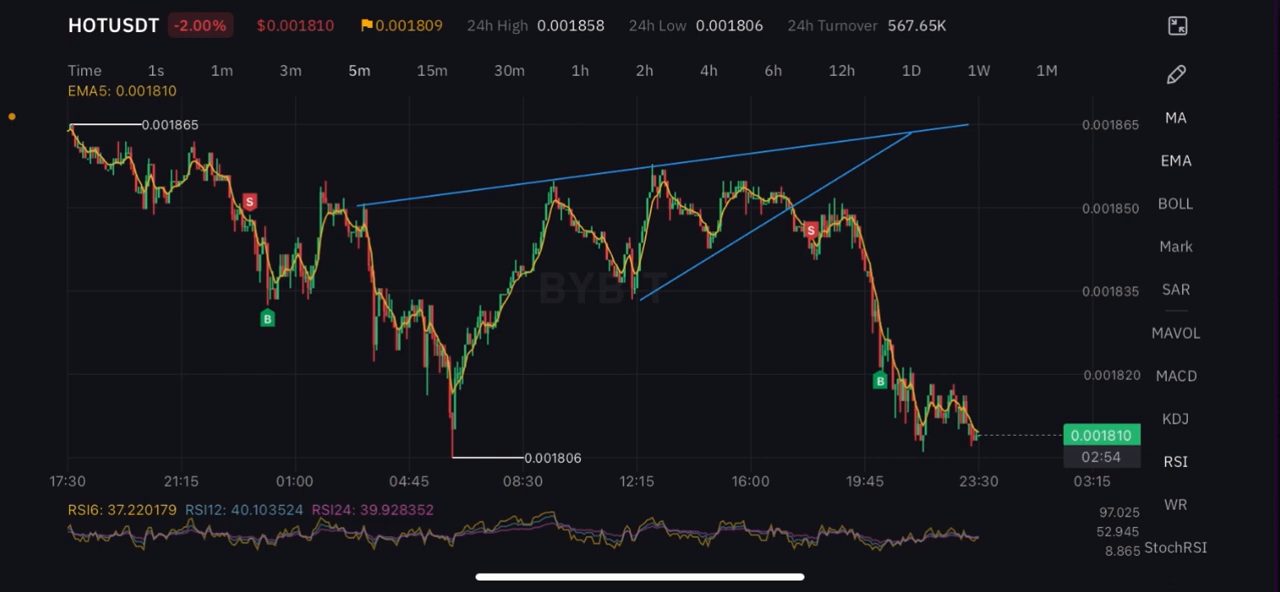 HOTUSDT -2.00% $0.001810 0.001809 24h High 0.001858 24h Low 0.001806 24h Turnover 567.65K
Time 1s 1m 3m 5m 15m 30m 1h 2h 4h 6h 12h 1D 1W 1M
EMA5: 0.001810
0.001865
0.001865
MA
EMA
S
BOLL
0.001850
S
Mark
BYBIT
0.001835
SAR
B
MAVOL
0.001820
MACD
B
KDJ
0.001810
02:54
0.001806
RSI
17:30 21:15 01:00 04:45 08:30 12:15 16:00 19:45 23:30 03:15
RSI6: 37.220179 RSI12: 40.103524 RSI24: 39.928352
97.025
WR
52.945
8.865
StochRSI